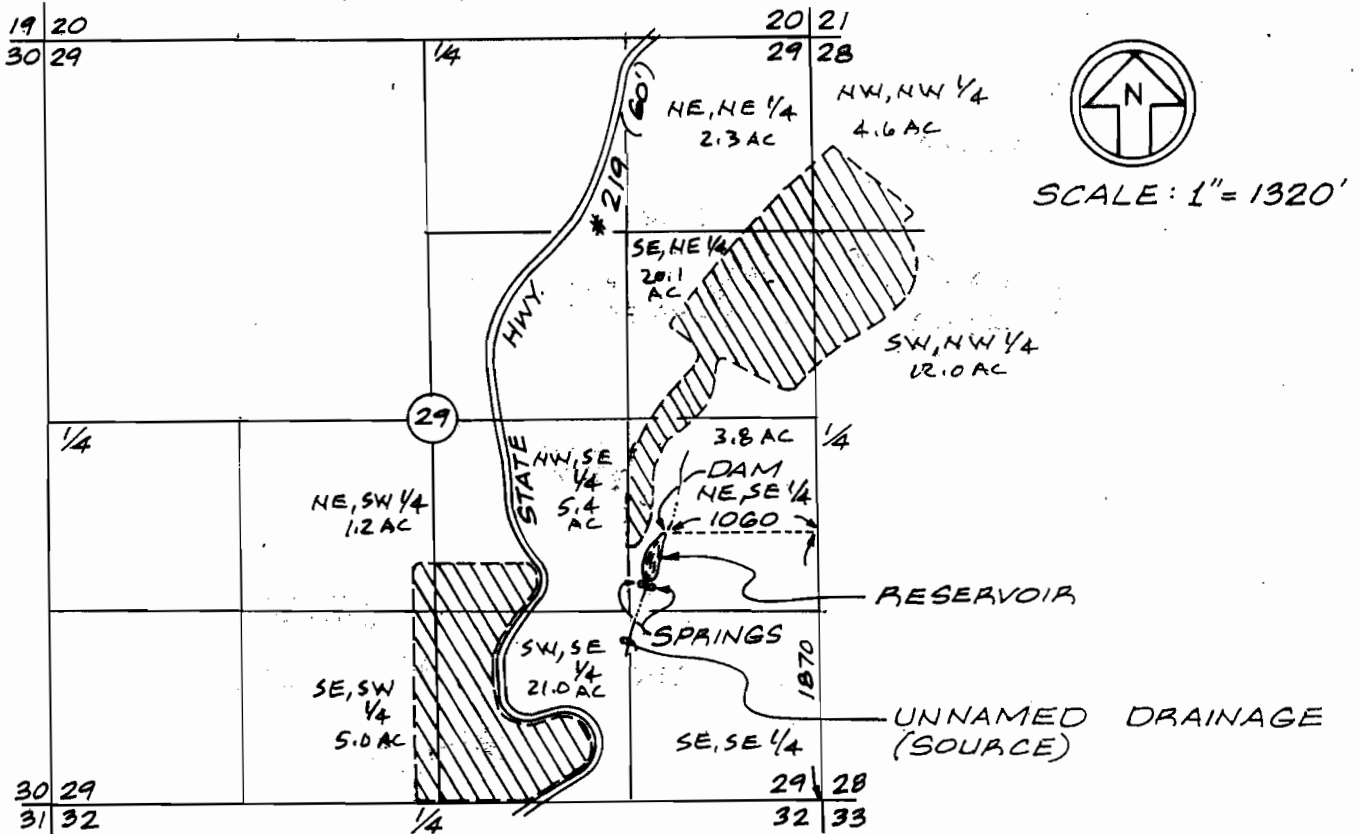 19 20
30 29
1/4
20 21
29 28
N
SCALE: 1"= 1320'
(60')
NE, NE 1/4
2.3 AC
NW, NW 1/4
4.6 AC
* 219
HWY.
STATE
SE, NE 1/4
20.1
AC
SW, NW 1/4
12.0 AC
29
1/4
1/4
3.8 AC
NW, SE
1/4
5.4
AC
DAM
NE, SE 1/4
1060
NE, SW 1/4
1.2 AC
RESERVOIR
SPRINGS
SW, SE
1/4
21.0 AC
1870
SE, SW
1/4
5.0 AC
SE, SE 1/4
UNNAMED DRAINAGE
(SOURCE)
30 29
31 32
1/4
29 28
32 33